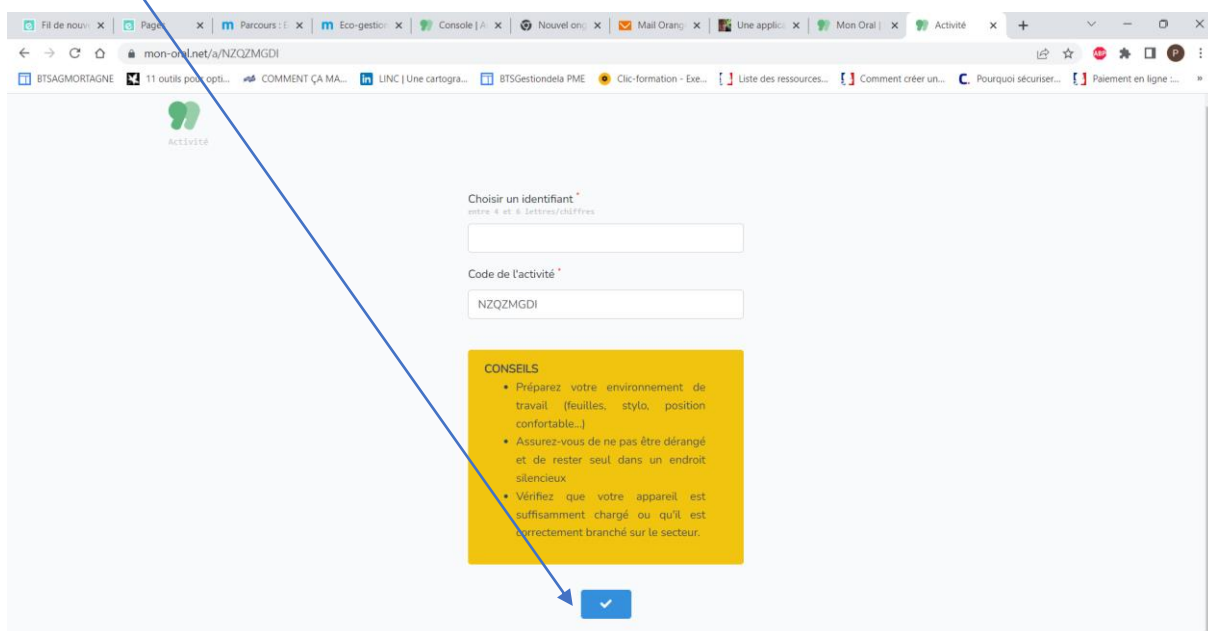 Fil de nouv
Pages
Parcours : E
Eco-gestion
Console | A
Nouvel ong
Mail Orang
Une applica
Mon Oral |
Activité
mon-oral.net/a/NZQZMGDI
P
BTSAGMORTAGNE
11 outils pour opti...
COMMENT ÇA MA...
LINC | Une cartogra...
BTSGestiondela PME
Clic-formation - Exe...
Liste des ressources...
Comment créer un...
Pourquoi sécuriser...
Paiement en ligne :...
»
Activité
Choisir un identifiant *
entre 4 et 6 lettres/chiffres
Code de l'activité *
NZQZMGDI
CONSEILS
• Préparez votre environnement de
travail (feuilles, stylo, position
confortable...)
• Assurez-vous de ne pas être dérangé
et de rester seul dans un endroit
silencieux
• Vérifiez que votre appareil est
suffisamment chargé ou qu'il est
correctement branché sur le secteur.